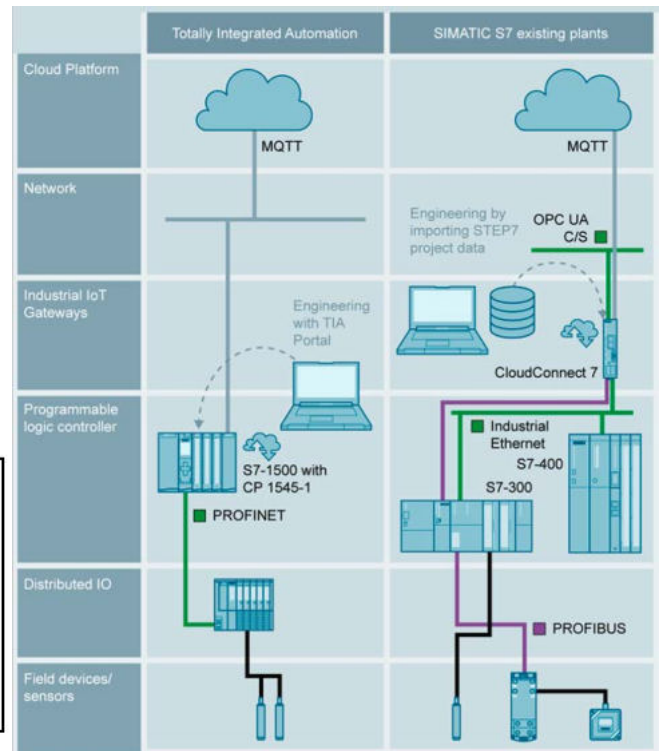 Totally Integrated Automation
SIMATIC S7 existing plants
Cloud Platform
MQTT
MQTT
Network
Engineering by
importing STEP7
project data
OPC UA
C/S
Industrial IoT
Gateways
Engineering
with TIA
Portal
CloudConnect 7
Programmable
logic controller
S7-1500 with
CP 1545-1
PROFINET
Industrial
Ethernet
S7-400
S7-300
Distributed IO
PROFIBUS
Field devices/
sensors